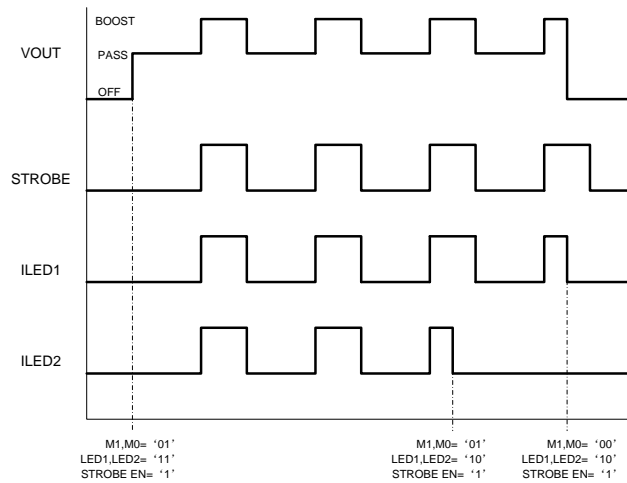 BOOST
VOUT
PASS
OFF
STROBE
ILED1
ILED2
M1,M0= ‘01’
LED1,LED2= ‘11’
STROBE EN= ‘1’
M1,M0= ‘01’
LED1,LED2= ‘10’
STROBE EN= ‘1’
M1,M0= ‘00’
LED1,LED2= ‘10’
STROBE EN= ‘1’